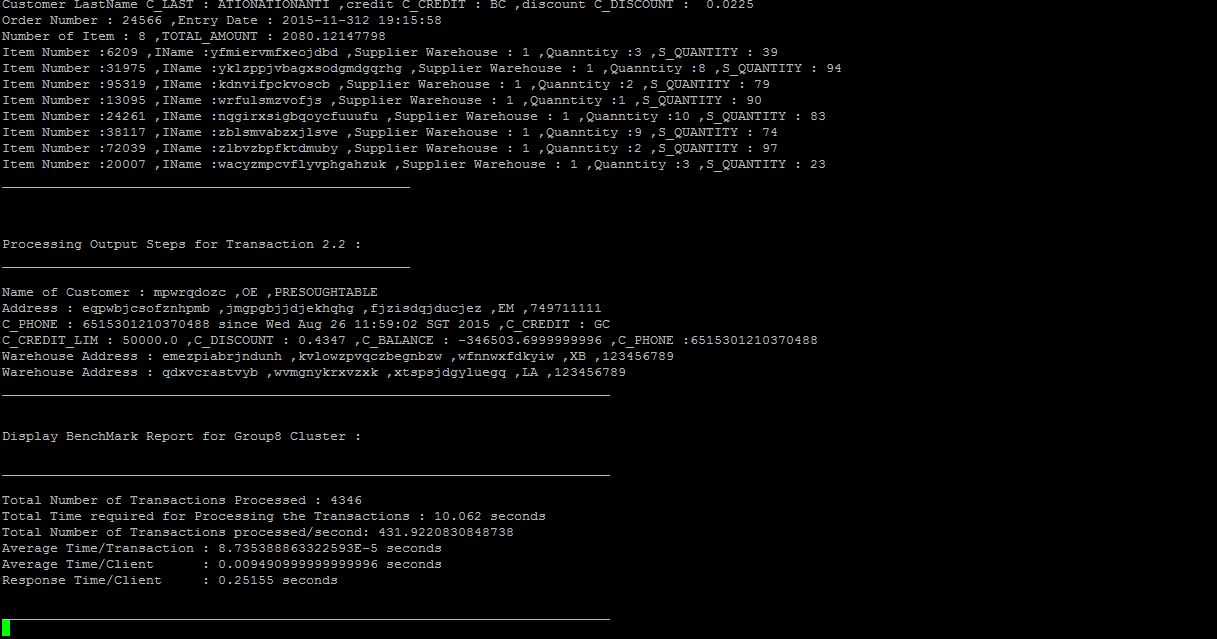 Customer LastName C_LAST : ATIONATIONANTI ,credit C_CREDIT : BC ,discount C_DISCOUNT :  0.0225
Order Number : 24566 ,Entry Date : 2015-11-312 19:15:58
Number of Item : 8 ,TOTAL_AMOUNT : 2080.12147798
Item Number :6209 ,IName :yfmiervmfxeojdbd ,Supplier Warehouse : 1 ,Quanntity :3 ,S_QUANTITY : 39
Item Number :31975 ,IName :yklzppjvbagxsodgmdgqrhg ,Supplier Warehouse : 1 ,Quanntity :8 ,S_QUANTITY : 94
Item Number :95319 ,IName :kdnvifpckvoscb ,Supplier Warehouse : 1 ,Quanntity :2 ,S_QUANTITY : 79
Item Number :13095 ,IName :wrfulsmzvofjs ,Supplier Warehouse : 1 ,Quanntity :1 ,S_QUANTITY : 90
Item Number :24261 ,IName :nqgirxsigbqoycfuuufu ,Supplier Warehouse : 1 ,Quanntity :10 ,S_QUANTITY : 83
Item Number :38117 ,IName :zblsmvabzxjlsve ,Supplier Warehouse : 1 ,Quanntity :9 ,S_QUANTITY : 74
Item Number :72039 ,IName :zlbvzbpfktdmuby ,Supplier Warehouse : 1 ,Quanntity :2 ,S_QUANTITY : 97
Item Number :20007 ,IName :wacyzmpcvflyvphgahzuk ,Supplier Warehouse : 1 ,Quanntity :3 ,S_QUANTITY : 23
Processing Output Steps for Transaction 2.2 :
Name of Customer : mpwrqdozc ,OE ,PRESOUGHTABLE
Address : eqpwbjcsofznhpmb ,jmgpgbjjdjekhqhg ,fjzisdqjducjez ,EM ,749711111
C_PHONE : 6515301210370488 since Wed Aug 26 11:59:02 SGT 2015 ,C_CREDIT : GC
C_CREDIT_LIM : 50000.0 ,C_DISCOUNT : 0.4347 ,C_BALANCE : -346503.6999999996 ,C_PHONE :6515301210370488
Warehouse Address : emezpiabrjndunh ,kvlowzpvqczbegnbzw ,wfnnwxfdkyiw ,XB ,123456789
Warehouse Address : qdxvcrastvyb ,wvmgnykrxvzxk ,xtspsjdgyluegq ,LA ,123456789
Display BenchMark Report for Group8 Cluster :
Total Number of Transactions Processed : 4346
Total Time required for Processing the Transactions : 10.062 seconds
Total Number of Transactions processed/second: 431.9220830848738
Average Time/Transaction : 8.735388863322593E-5 seconds
Average Time/Client      : 0.009490999999999996 seconds
Response Time/Client     : 0.25155 seconds